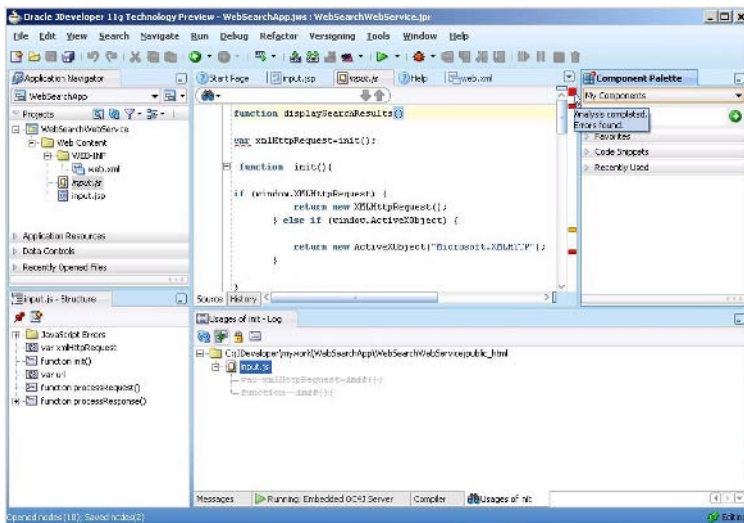 Oracle JDeveloper 11g Technology Preview - WebSearchApp.jws : WebSearchWebService.jpr
File Edit View Search Navigate Run Debug Refactor Versioning Tools Window Help
Application Navigator
WebSearchApp
Projects
WebSearchWebService
Web Content
WEB-INF
web.xml
input.js
input.jsp
Application Resources
Data Controls
Recently Opened Files
Start Page input.jsp input.js Help web.xml
function displaySearchResults()
var xmlHttpRequest=init();
function init(){
if (window.XMLHttpRequest) {
return new XMLHttpRequest();
} else if (window.ActiveXObject) {
return new ActiveXObject("Microsoft.XMLHTTP");
}
}
Source History
Component Palette
My Components
Analysis completed.
Errors found.
Favorites
Code Snippets
Recently Used
input.js - Structure
JavaScript Errors
var xmlHttpRequest
function init()
var url
function processRequest()
function processResponse()
Usages of init - Log
C:\JDeveloper\mywork\WebSearchApp\WebSearchWebService\public_html
input.js
var xmlHttpRequest=init();
function init(){
Messages Running: Embedded OC4J Server Compiler Usages of init
Opened nodes(10); Saved nodes(2)
Editing